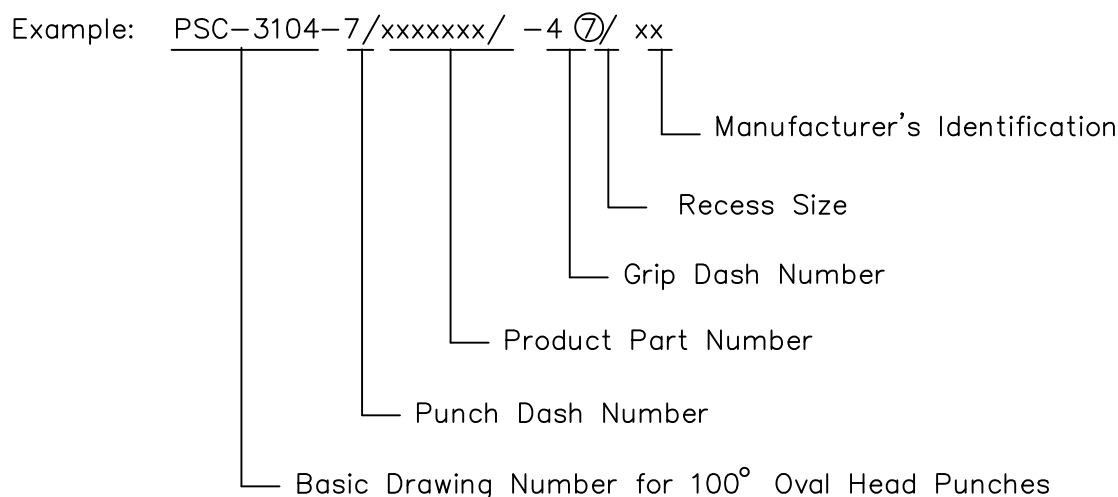 Example: PSC-3104-7/xxxxxxx/ -4 ⑦/ xx
Manufacturer's Identification
Recess Size
Grip Dash Number
Product Part Number
Punch Dash Number
Basic Drawing Number for 100° Oval Head Punches